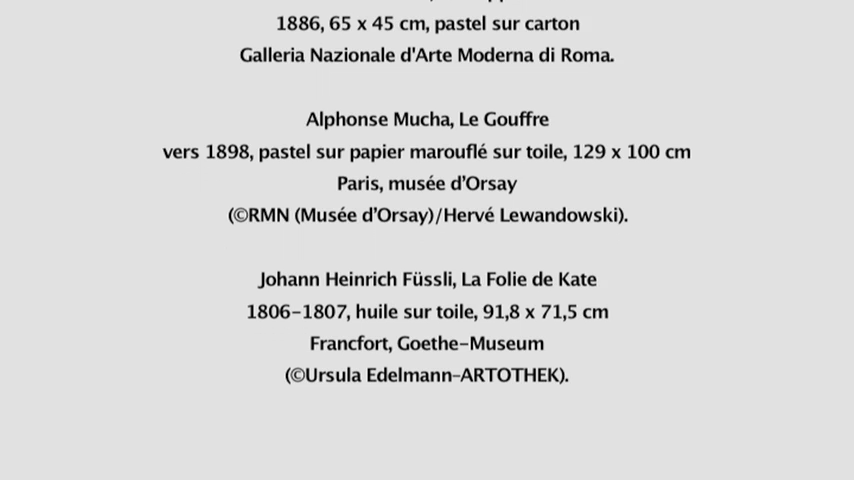 1886, 65 x 45 cm, pastel sur carton
Galleria Nazionale d'Arte Moderna di Roma.
Alphonse Mucha, Le Gouffre
vers 1898, pastel sur papier marouflé sur toile, 129 x 100 cm
Paris, musée d’Orsay
(©RMN (Musée d’Orsay)/Hervé Lewandowski).
Johann Heinrich Füssli, La Folie de Kate
1806-1807, huile sur toile, 91,8 x 71,5 cm
Francfort, Goethe-Museum
(©Ursula Edelmann-ARTOTHEK).